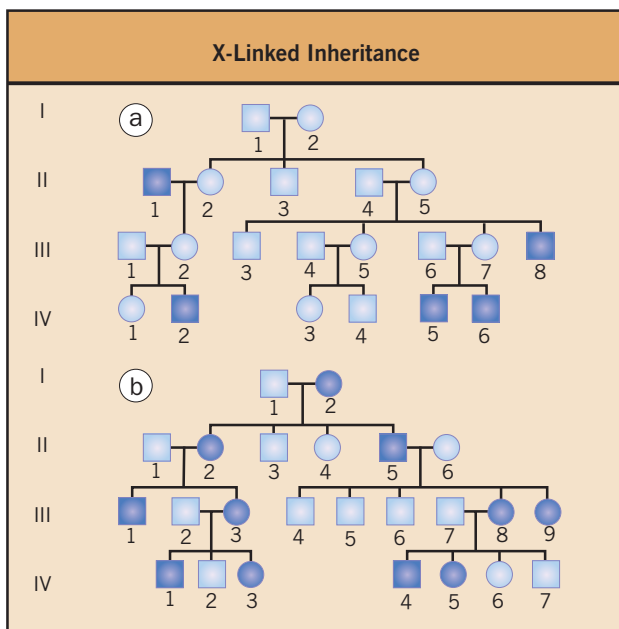 X-Linked Inheritance
I
a
1 2
II
1 2 3 4 5
III
1 2 3 4 5 6 7 8
IV
1 2 3 4 5 6
I
b
1 2
II
1 2 3 4 5 6
III
1 2 3 4 5 6 7 8 9
IV
1 2 3 4 5 6 7